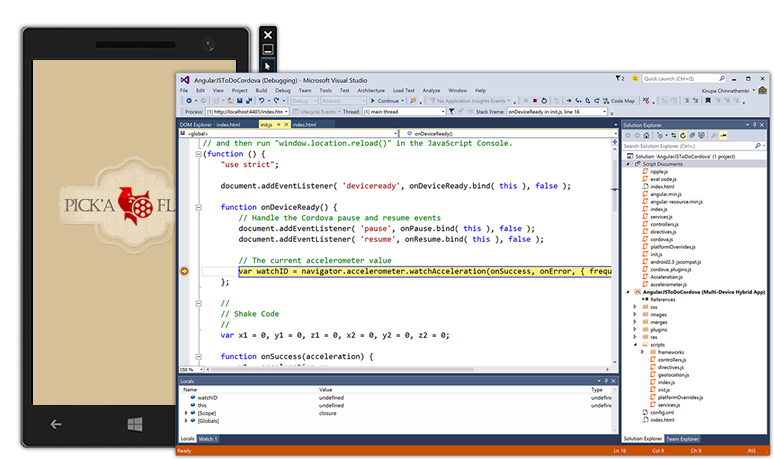 PICK'A FL
AngularJSToDoCordova (Debugging) - Microsoft Visual Studio
2
Quick Launch (Ctrl+Q)
File Edit View Project Build Debug Team Tools Test Architecture Load Test Analyze Window Help
Kirupa Chinnathambi
Debug Android Continue No Application Insights Events Code Map
Process: [1] http://localhost:4401/index.htm Lifecycle Events Thread: [1] main thread Stack Frame: onDeviceReady in init.js, line 16
DOM Explorer index.html init.js index.html
<global> onDeviceReady()
// and then run "window.location.reload()" in the JavaScript Console.
(function () {
"use strict";
document.addEventListener( 'deviceready', onDeviceReady.bind( this ), false );
function onDeviceReady() {
// Handle the Cordova pause and resume events
document.addEventListener( 'pause', onPause.bind( this ), false );
document.addEventListener( 'resume', onResume.bind( this ), false );
// The current accelerometer value
var watchID = navigator.accelerometer.watchAcceleration(onSuccess, onError, { frequ
};
//
// Shake Code
//
var x1 = 0, y1 = 0, z1 = 0, x2 = 0, y2 = 0, z2 = 0;
function onSuccess(acceleration) {
150 %
Locals
Name Value
watchID undefined undefine
this undefined undefine
[Scope] closure
[Globals]
Locals Watch 1
Solution Explorer
Search Solution Explorer (Ctrl+;)
Solution 'AngularJSToDoCordova' (1 project)
Script Documents
ripple.js
eval code.js
index.html
angular.min.js
angular-resource.min.js
index.js
services.js
controllers.js
directives.js
cordova.js
platformOverrides.js
init.js
android2.3-jscompat.js
cordova_plugins.js
Acceleration.js
accelerometer.js
AngularJSToDoCordova (Multi-Device Hybrid App)
References
css
images
merges
plugins
res
scripts
frameworks
controllers.js
directives.js
geolocation.js
index.js
init.js
platformOverrides.js
services.js
config.xml
index.html
Solution Explorer Team Explorer
Ready Ln 16 Col 9 Ch 9 INS